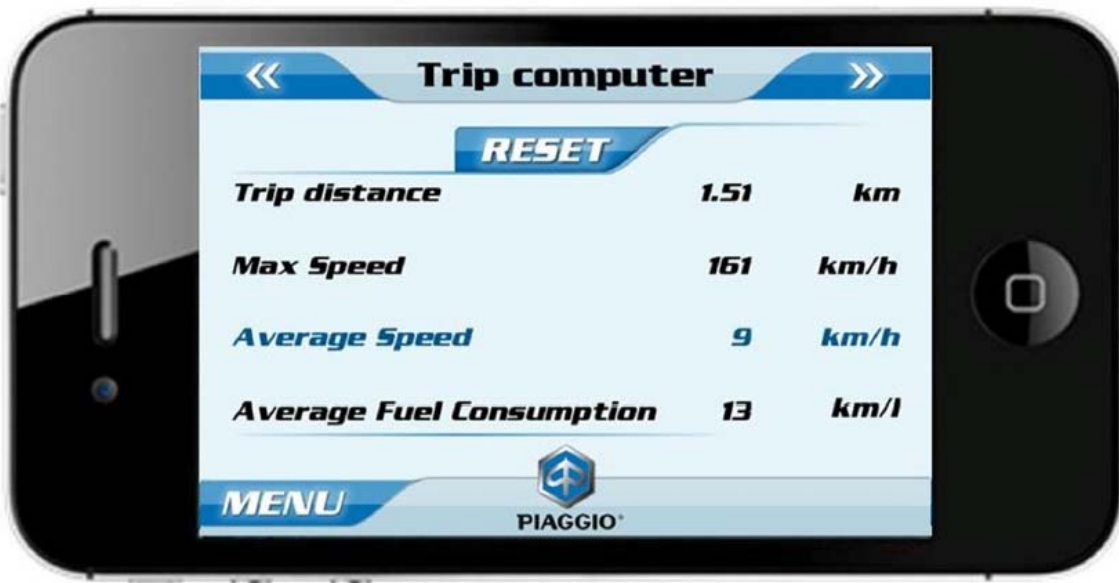 « Trip computer »
RESET
Trip distance 1.51 km
Max Speed 161 km/h
Average Speed 9 km/h
Average Fuel Consumption 13 km/l
MENU
PIAGGIO